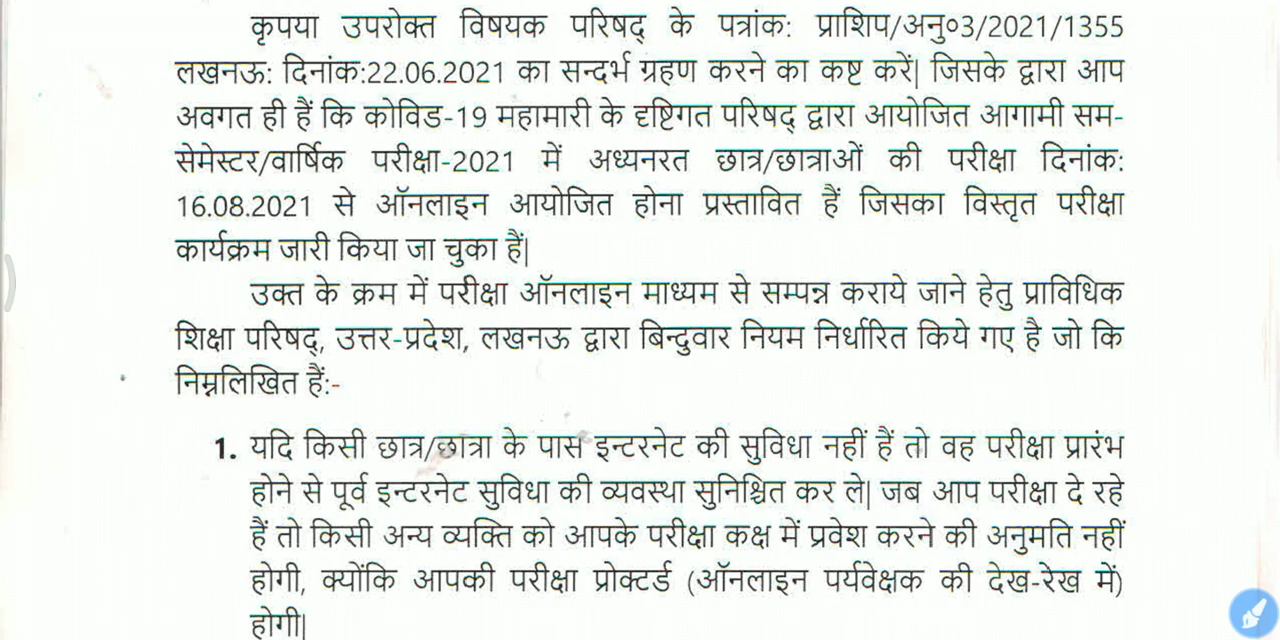 कृपया उपरोक्त विषयक परिषद् के पत्रांक: प्राशिप/अनु०3/2021/1355
लखनऊ: दिनांक:22.06.2021 का सन्दर्भ ग्रहण करने का कष्ट करें| जिसके द्वारा आप
अवगत ही हैं कि कोविड-19 महामारी के दृष्टिगत परिषद् द्वारा आयोजित आगामी सम-
सेमेस्टर/वार्षिक परीक्षा-2021 में अध्यनरत छात्र/छात्राओं की परीक्षा दिनांक:
16.08.2021 से ऑनलाइन आयोजित होना प्रस्तावित हैं जिसका विस्तृत परीक्षा
कार्यक्रम जारी किया जा चुका हैं|
उक्त के क्रम में परीक्षा ऑनलाइन माध्यम से सम्पन्न कराये जाने हेतु प्राविधिक
शिक्षा परिषद्, उत्तर-प्रदेश, लखनऊ द्वारा बिन्दुवार नियम निर्धारित किये गए है जो कि
निम्नलिखित हैं:-
1. यदि किसी छात्र/छात्रा के पास इन्टरनेट की सुविधा नहीं हैं तो वह परीक्षा प्रारंभ
होने से पूर्व इन्टरनेट सुविधा की व्यवस्था सुनिश्चित कर ले| जब आप परीक्षा दे रहे
हैं तो किसी अन्य व्यक्ति को आपके परीक्षा कक्ष में प्रवेश करने की अनुमति नहीं
होगी, क्योंकि आपकी परीक्षा प्रोक्टर्ड (ऑनलाइन पर्यवेक्षक की देख-रेख में)
होगी|